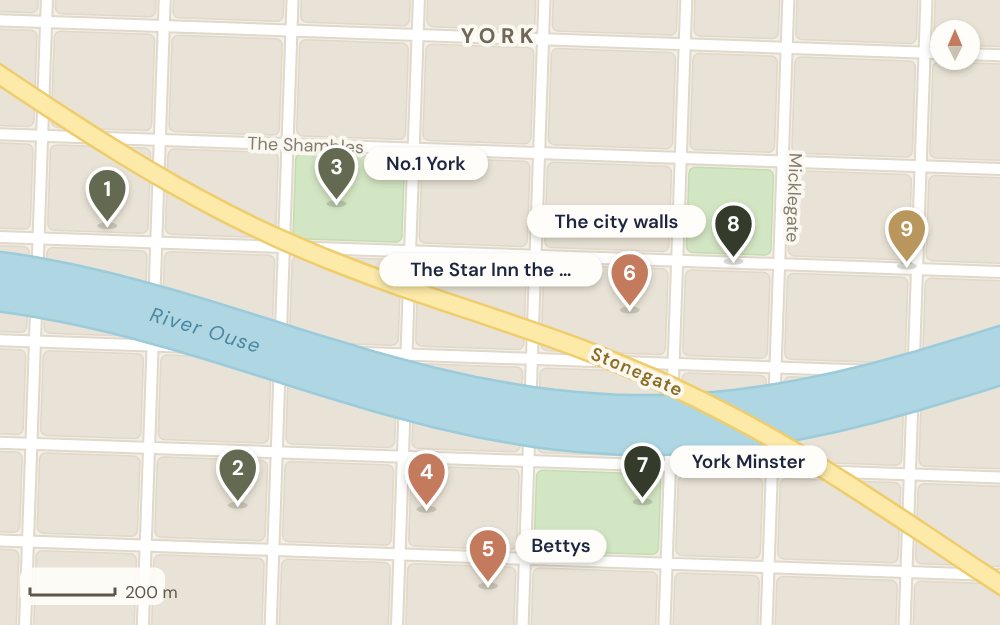 YORK
The Shambles
3
No.1 York
1
Micklegate
The city walls
8
9
The Star Inn the ...
6
River Ouse
Stonegate
2
4
7
York Minster
5
Bettys
200 m